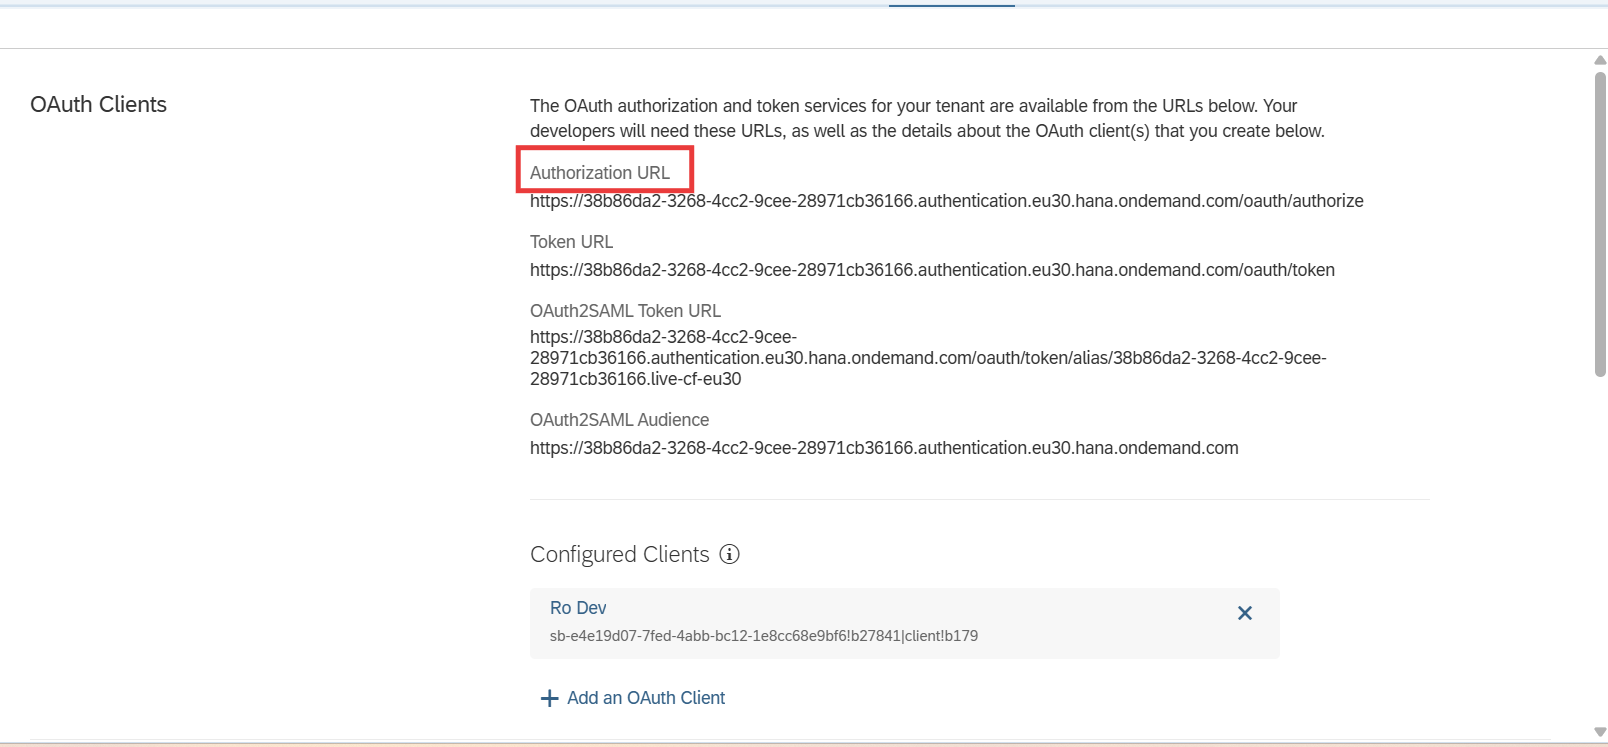 OAuth Clients
The OAuth authorization and token services for your tenant are available from the URLs below. Your
developers will need these URLs, as well as the details about the OAuth client(s) that you create below.
Authorization URL
https://38b86da2-3268-4cc2-9cee-28971cb36166.authentication.eu30.hana.ondemand.com/oauth/authorize
Token URL
https://38b86da2-3268-4cc2-9cee-28971cb36166.authentication.eu30.hana.ondemand.com/oauth/token
OAuth2SAML Token URL
https://38b86da2-3268-4cc2-9cee-
28971cb36166.authentication.eu30.hana.ondemand.com/oauth/token/alias/38b86da2-3268-4cc2-9cee-
28971cb36166.live-cf-eu30
OAuth2SAML Audience
https://38b86da2-3268-4cc2-9cee-28971cb36166.authentication.eu30.hana.ondemand.com
Configured Clients
Ro Dev
sb-e4e19d07-7fed-4abb-bc12-1e8cc68e9bf6!b27841|client!b179
Add an OAuth Client